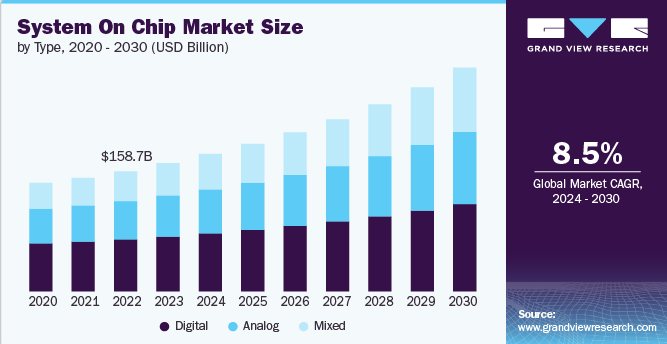 System On Chip Market Size
by Type, 2020 - 2030 (USD Billion)
$158.7B
2020 2021 2022 2023 2024 2025 2026 2027 2028 2029 2030
Digital Analog Mixed
GRAND VIEW RESEARCH
8.5%
Global Market CAGR,
2024 - 2030
Source:
www.grandviewresearch.com